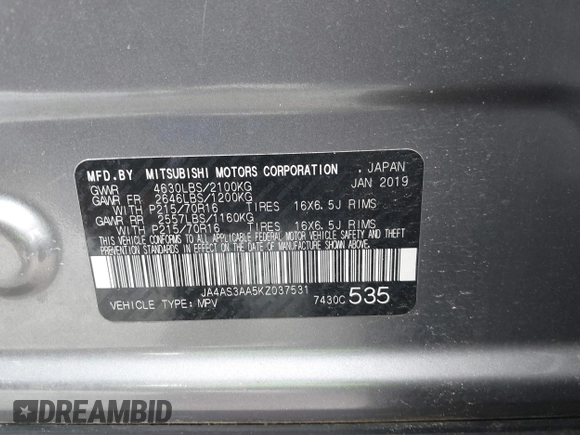 MFD.BY MITSUBISHI MOTORS CORPORATION . JAPAN
GVWR 4630LBS/2100KG JAN 2019
GAWR FR 2646LBS/1200KG
WITH P215/70R16 TIRES 16X6.5J RIMS
GAWR RR 2557LBS/1160KG
WITH P215/70R16 TIRES 16X6.5J RIMS
THIS VEHICLE CONFORMS TO ALL APPLICABLE FEDERAL MOTOR VEHICLE SAFETY
AND THEFT PREVENTION STANDARDS IN EFFECT ON THE DATE OF MANUFACTURE
SHOWN ABOVE.
JA4AS3AA5KZ037531
VEHICLE TYPE: MPV 7430C 535
DREAMBID